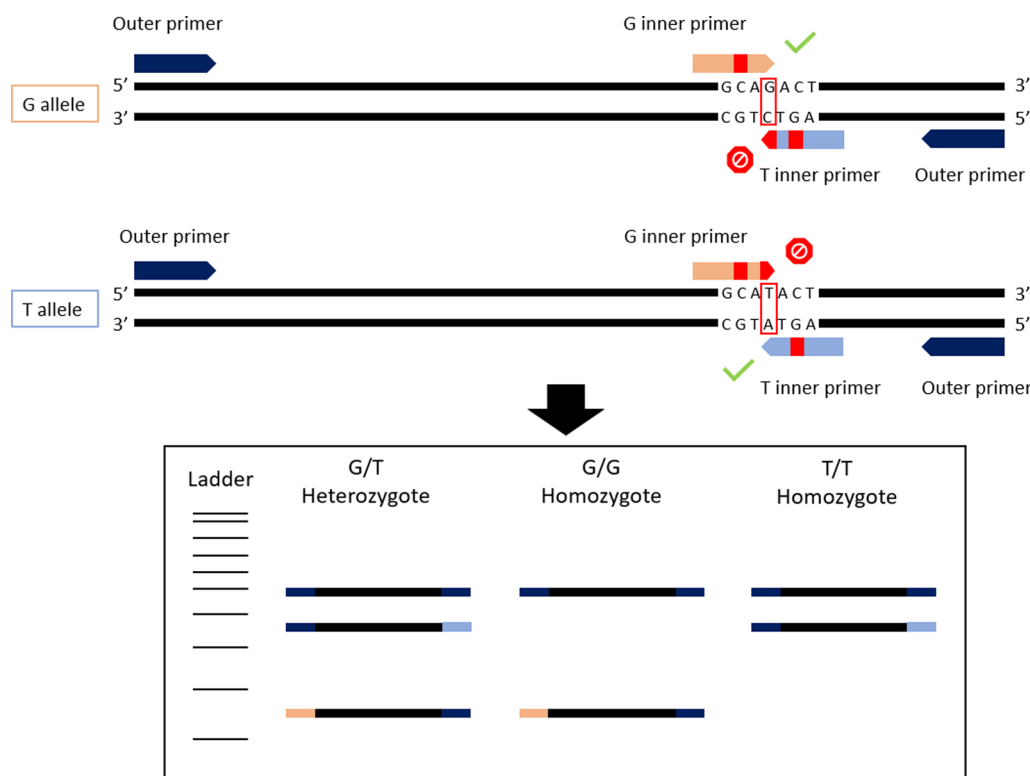 Outer primer
G inner primer
5’ GCAGACT 3’
G allele
3’ CGTCTGA 5’
T inner primer
Outer primer
Outer primer
G inner primer
5’ GCATACT 3’
T allele
3’ CGTATGA 5’
T inner primer
Outer primer
Ladder
G/T
Heterozygote
G/G
Homozygote
T/T
Homozygote